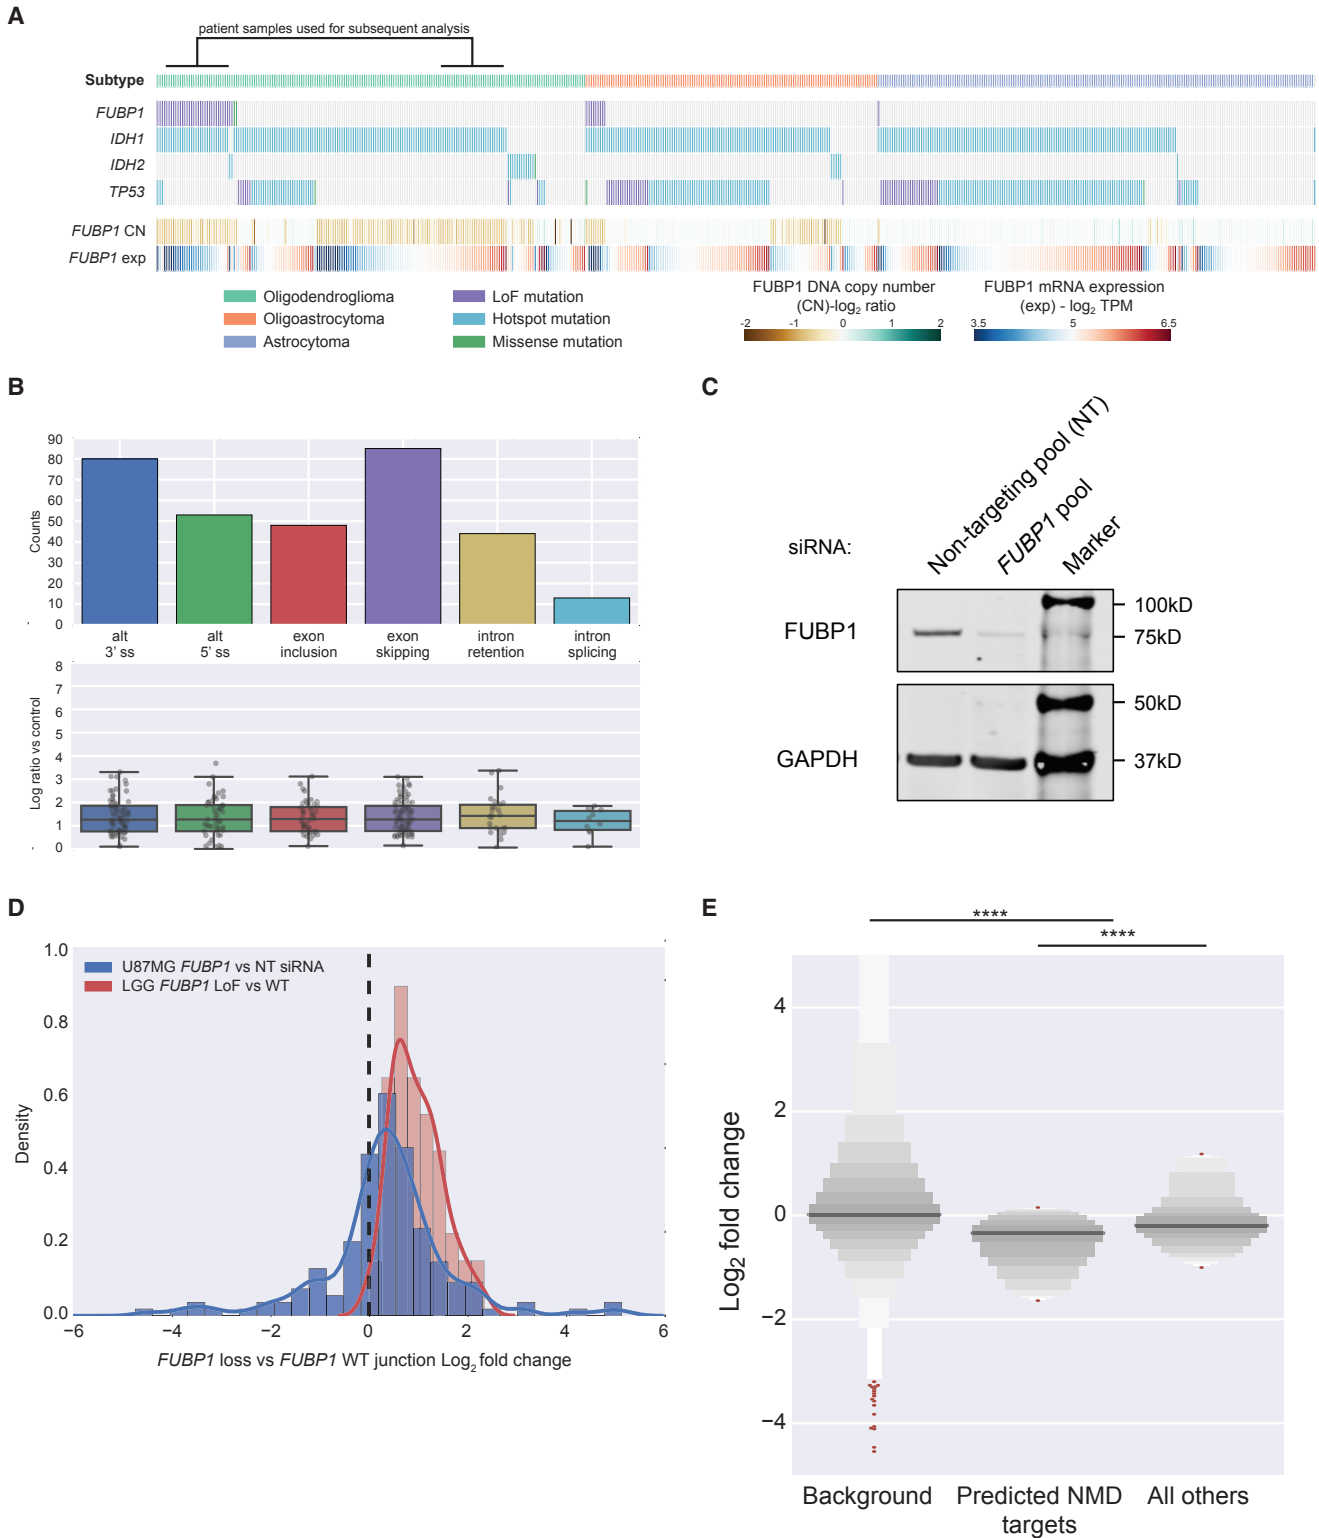 A
patient samples used for subsequent analysis
Subtype
FUBP1
IDH1
IDH2
TP53
FUBP1 CN
FUBP1 exp
Oligodendroglioma
Oligoastrocytoma
Astrocytoma
LoF mutation
Hotspot mutation
Missense mutation
FUBP1 DNA copy number
(CN)-log2 ratio
-2 -1 0 1 2
FUBP1 mRNA expression
(exp) - log2 TPM
3.5 5 6.5
B
Counts
90
80
70
60
50
40
30
20
10
0
alt
3' ss
alt
5' ss
exon
inclusion
exon
skipping
intron
retention
intron
splicing
Log ratio vs control
8
7
6
5
4
3
2
1
0
C
siRNA:
Non-targeting pool (NT)
FUBP1 pool
Marker
FUBP1
100kD
75kD
GAPDH
50kD
37kD
D
U87MG FUBP1 vs NT siRNA
LGG FUBP1 LoF vs WT
Density
1.0
0.8
0.6
0.4
0.2
0.0
−6 −4 −2 0 2 4 6
FUBP1 loss vs FUBP1 WT junction Log2 fold change
E
****
****
Log2 fold change
4
2
0
−2
−4
Background
Predicted NMD
targets
All others